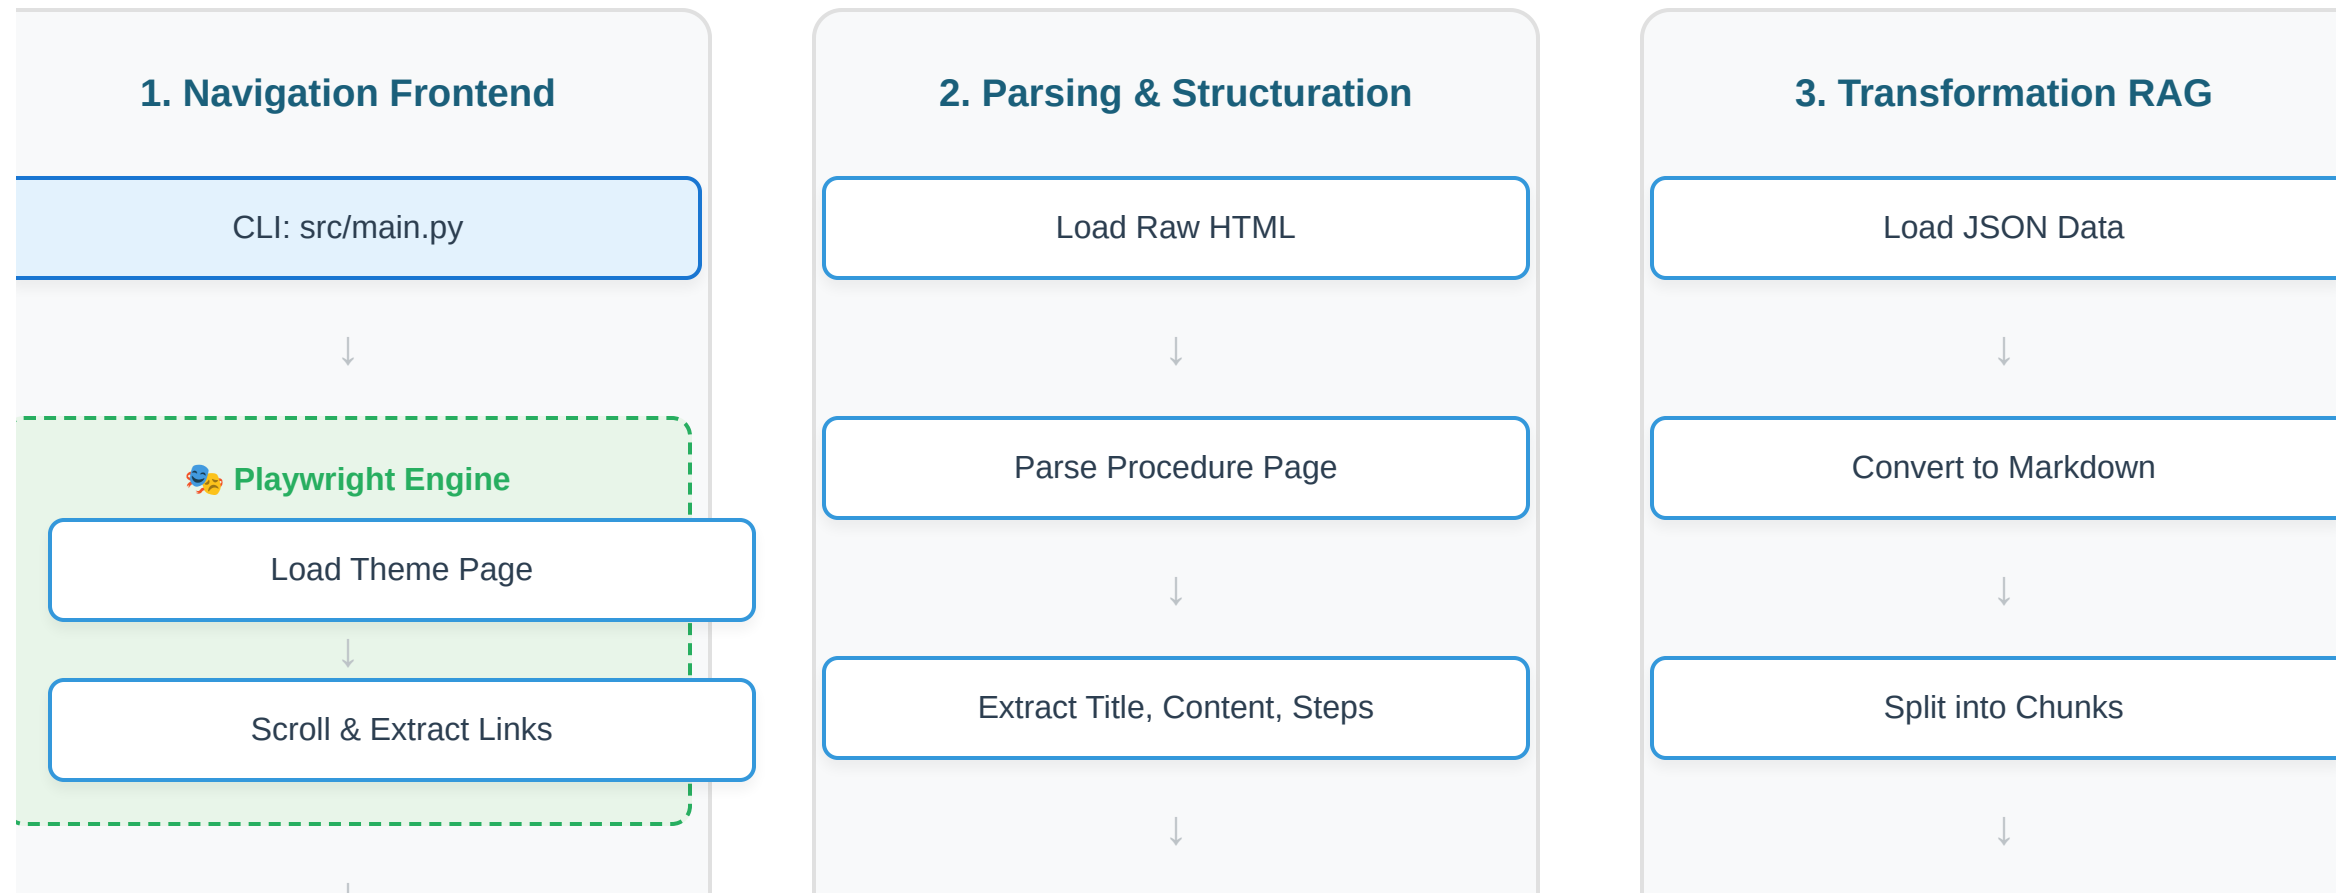 1. Navigation Frontend
CLI: src/main.py
↓
🎭 Playwright Engine
Load Theme Page
↓
Scroll & Extract Links
2. Parsing & Structuration
Load Raw HTML
↓
Parse Procedure Page
↓
Extract Title, Content, Steps
↓
3. Transformation RAG
Load JSON Data
↓
Convert to Markdown
↓
Split into Chunks
↓